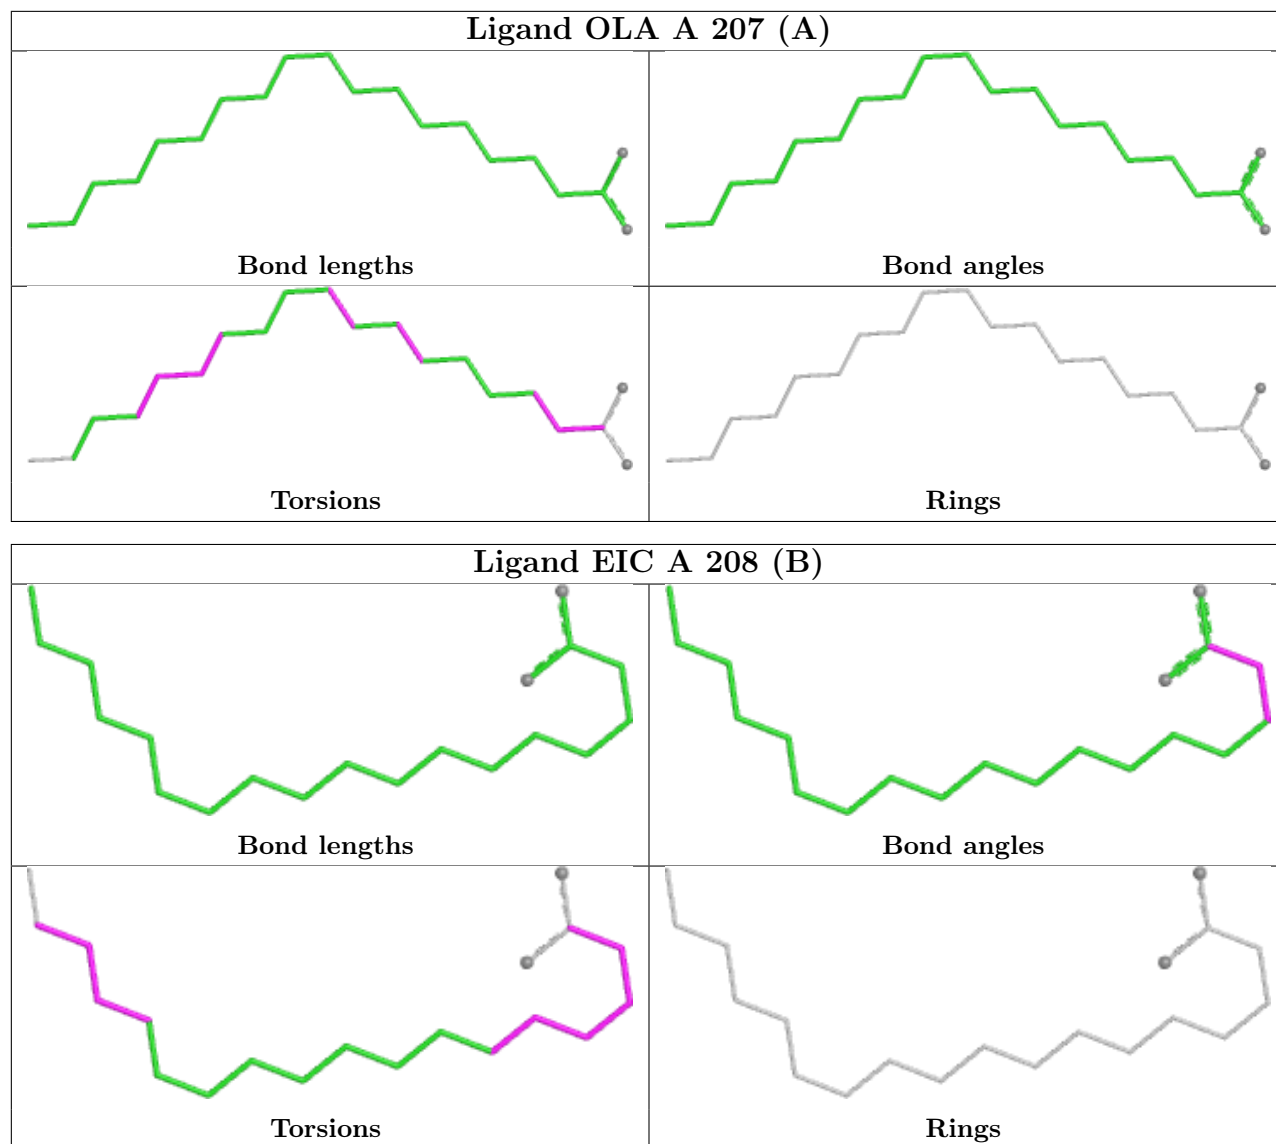 Ligand OLA A 207 (A)
Bond lengths
Bond angles
Torsions
Rings
Ligand EIC A 208 (B)
Bond lengths
Bond angles
Torsions
Rings